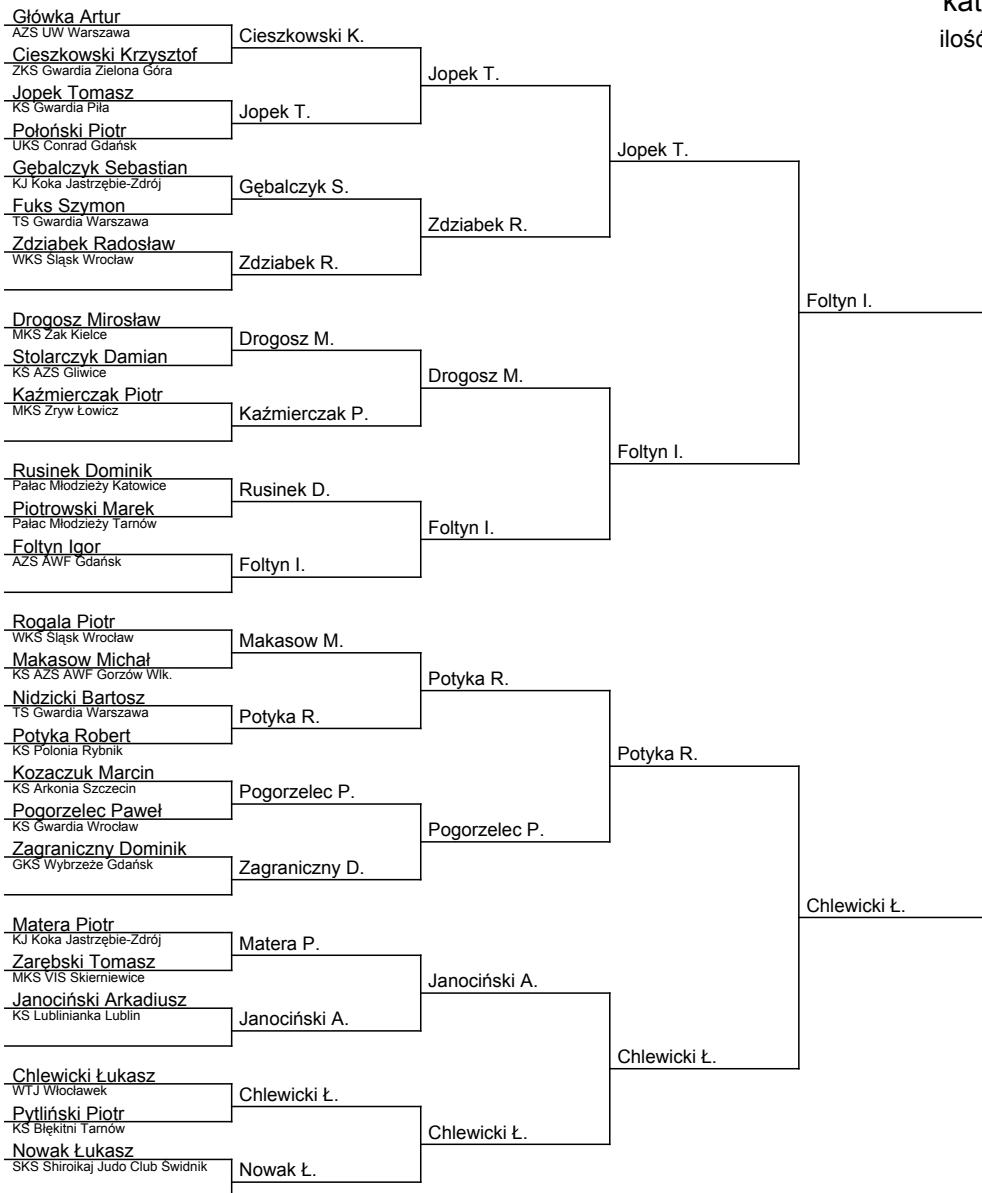 kat
ilość
Główka Artur
AZS UW Warszawa
Cieszkowski Krzysztof
ZKS Gwardia Zielona Góra
Jopek Tomasz
KS Gwardia Piła
Połoński Piotr
UKS Conrad Gdańsk
Gębalczyk Sebastian
KJ Koka Jastrzębie-Zdrój
Fuks Szymon
TS Gwardia Warszawa
Zdziabek Radosław
WKS Śląsk Wrocław
Drogosz Mirosław
MKS Żak Kielce
Stolarczyk Damian
KŚ AZS Gliwice
Kaźmierczak Piotr
MKS Zryw Łowicz
Rusinek Dominik
Pałac Młodzieży Katowice
Piotrowski Marek
Pałac Młodzieży Tarnów
Foltyn Igor
AZS AWF Gdańsk
Rogala Piotr
WKS Śląsk Wrocław
Makasow Michał
KS AZS AWF Gorzów Wlk.
Nidzicki Bartosz
TS Gwardia Warszawa
Potyka Robert
KS Polonia Rybnik
Kozaczuk Marcin
KS Arkonia Szczecin
Pogorzelec Paweł
KS Gwardia Wrocław
Zagraniczny Dominik
GKS Wybrzeże Gdańsk
Matera Piotr
KJ Koka Jastrzębie-Zdrój
Zarębski Tomasz
MKS VIS Skierniewice
Janociński Arkadiusz
KS Lublinianka Lublin
Chlewicki Łukasz
WTJ Włocławek
Pytliński Piotr
KS Błękitni Tarnów
Nowak Łukasz
SKS Shiroikaj Judo Club Świdnik
Cieszkowski K.
Jopek T.
Gębalczyk S.
Zdziabek R.
Drogosz M.
Kaźmierczak P.
Rusinek D.
Foltyn I.
Makasow M.
Potyka R.
Pogorzelec P.
Zagraniczny D.
Matera P.
Janociński A.
Chlewicki Ł.
Nowak Ł.
Jopek T.
Zdziabek R.
Drogosz M.
Foltyn I.
Potyka R.
Pogorzelec P.
Janociński A.
Chlewicki Ł.
Jopek T.
Foltyn I.
Potyka R.
Chlewicki Ł.
Foltyn I.
Chlewicki Ł.